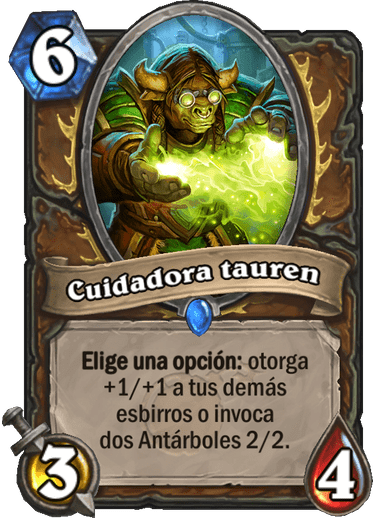 6
Cuidadora tauren
Elige una opción: otorga
+1/+1 a tus demás
esbirros o invoca
dos Antárboles 2/2.
3
4